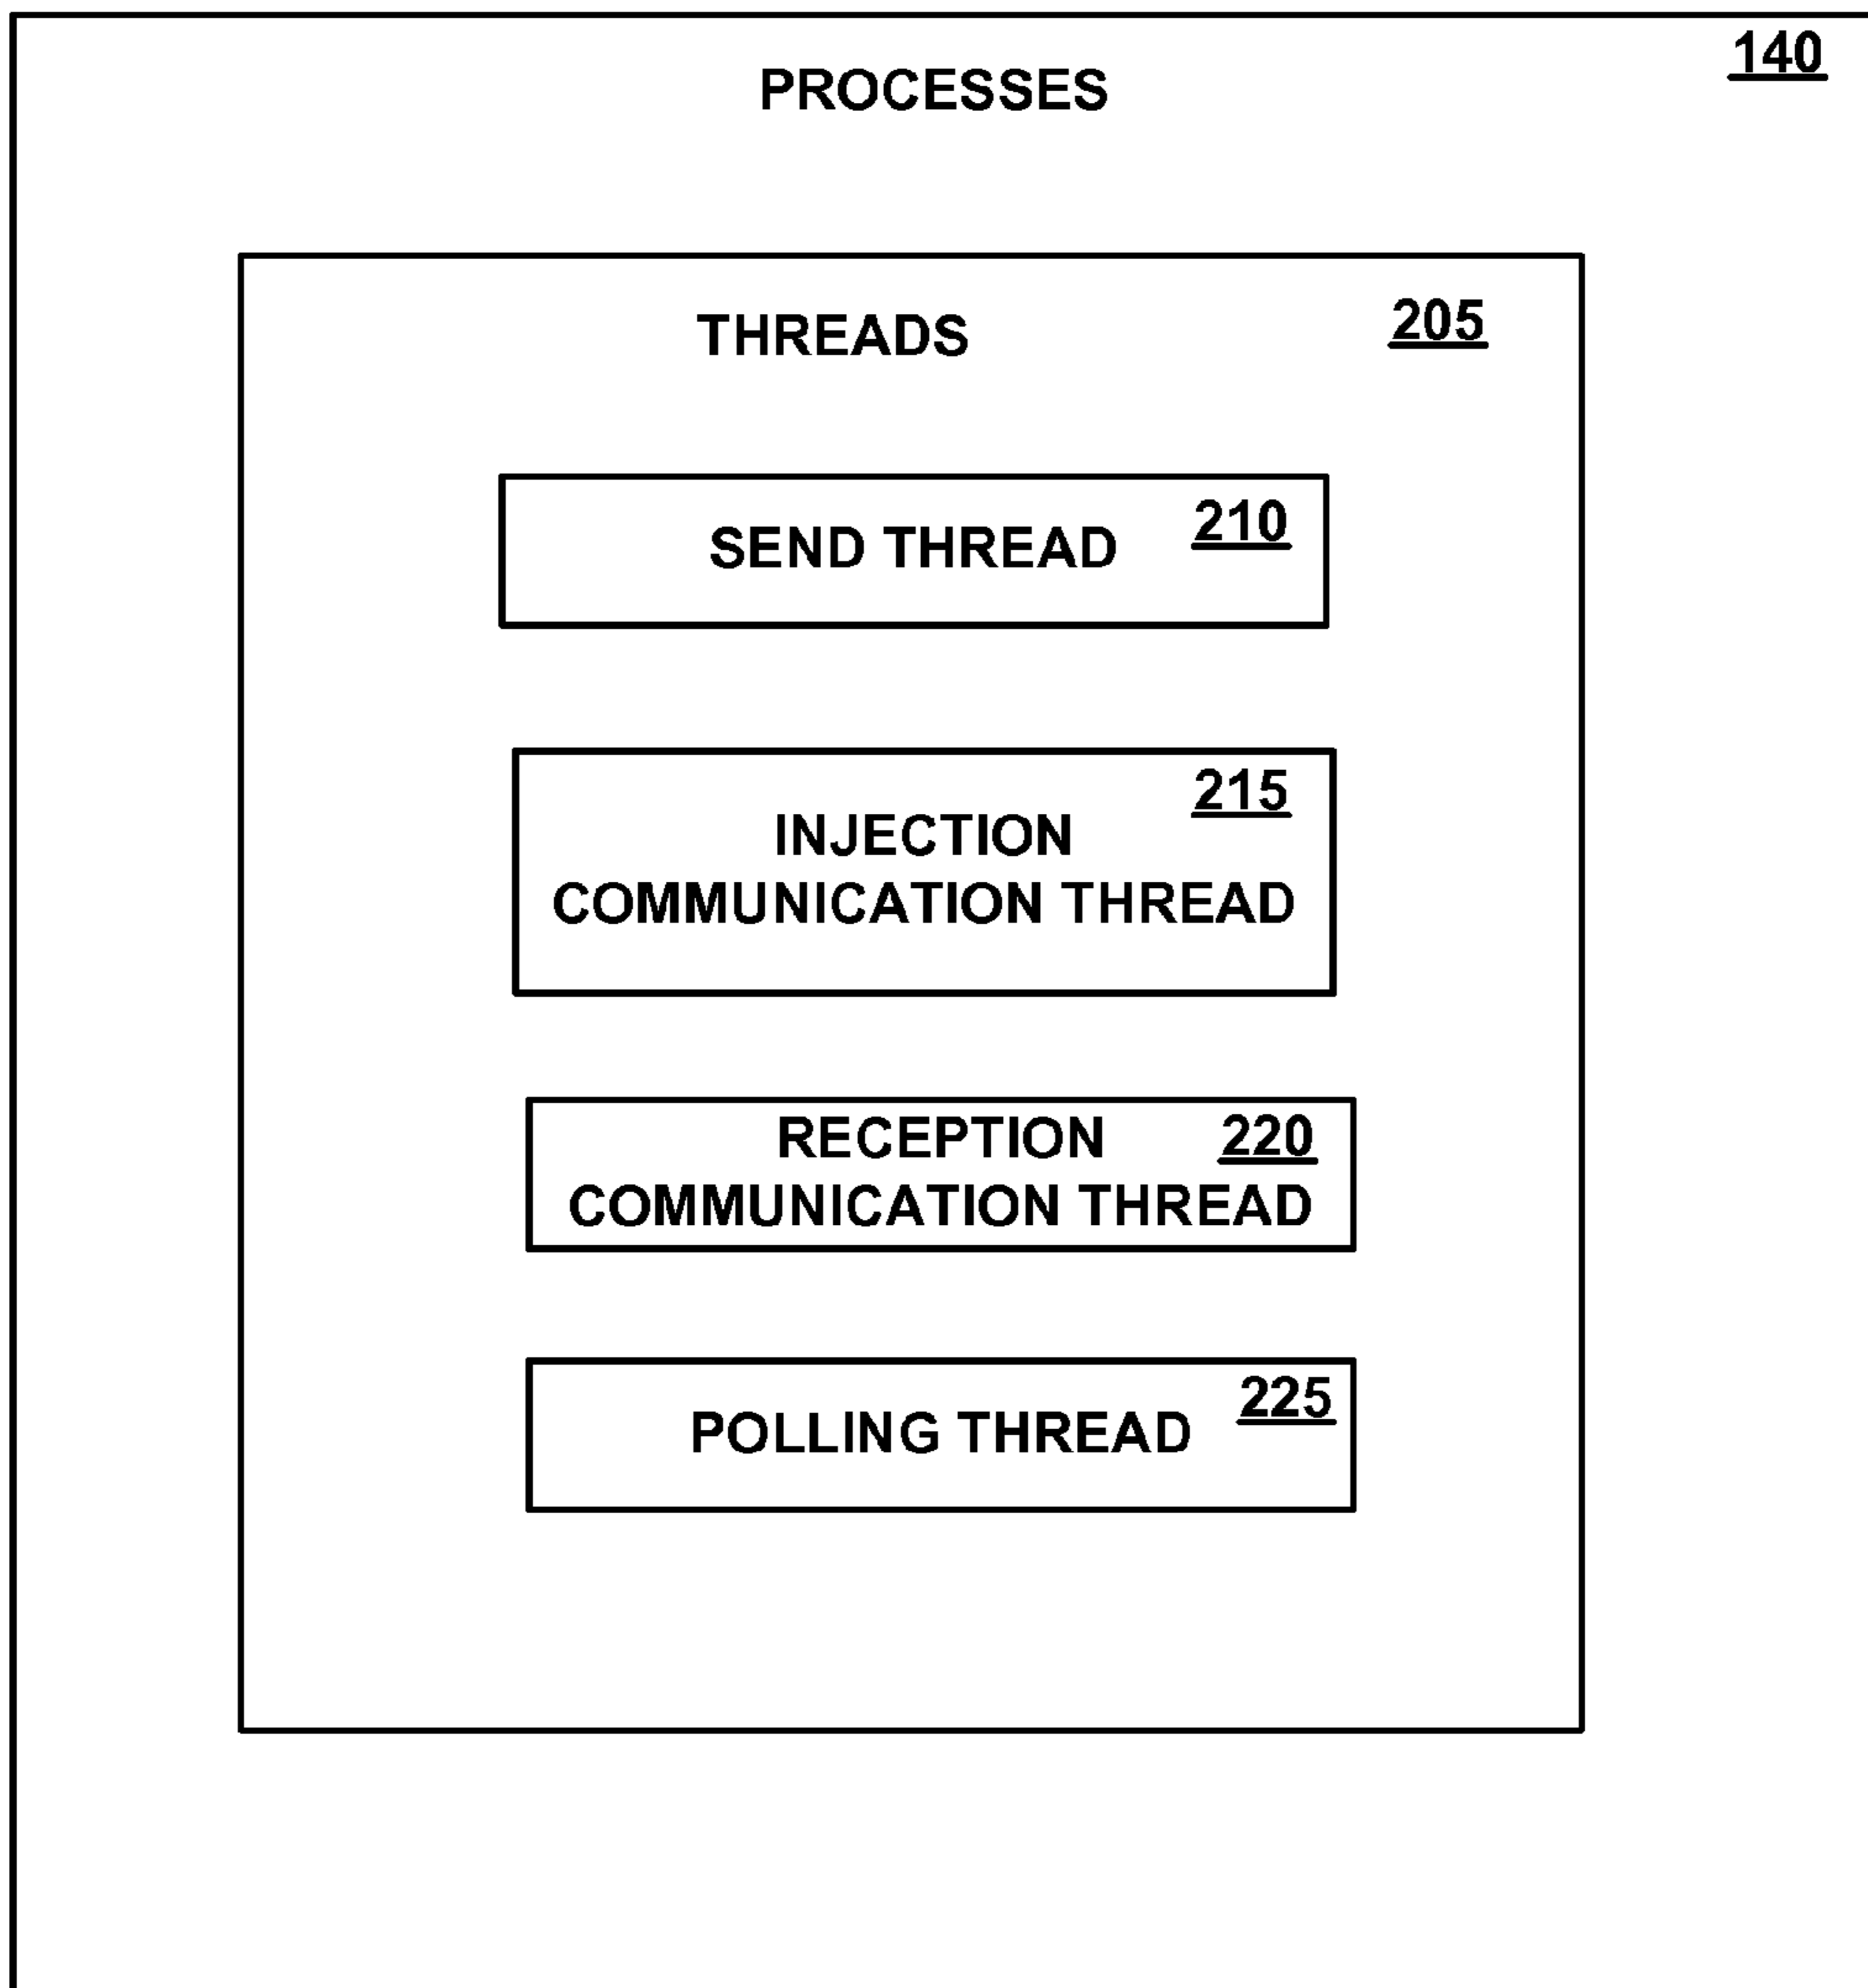 140
PROCESSES
205
THREADS
210
SEND THREAD
215
INJECTION
COMMUNICATION THREAD
RECEPTION 220
COMMUNICATION THREAD
225
POLLING THREAD